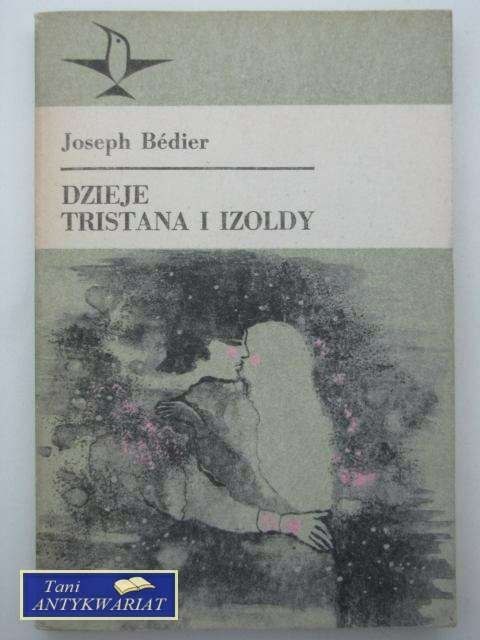 Joseph Bédier
DZIEJE
TRISTANA I IZOLDY
Tani
ANTYKWARIAT